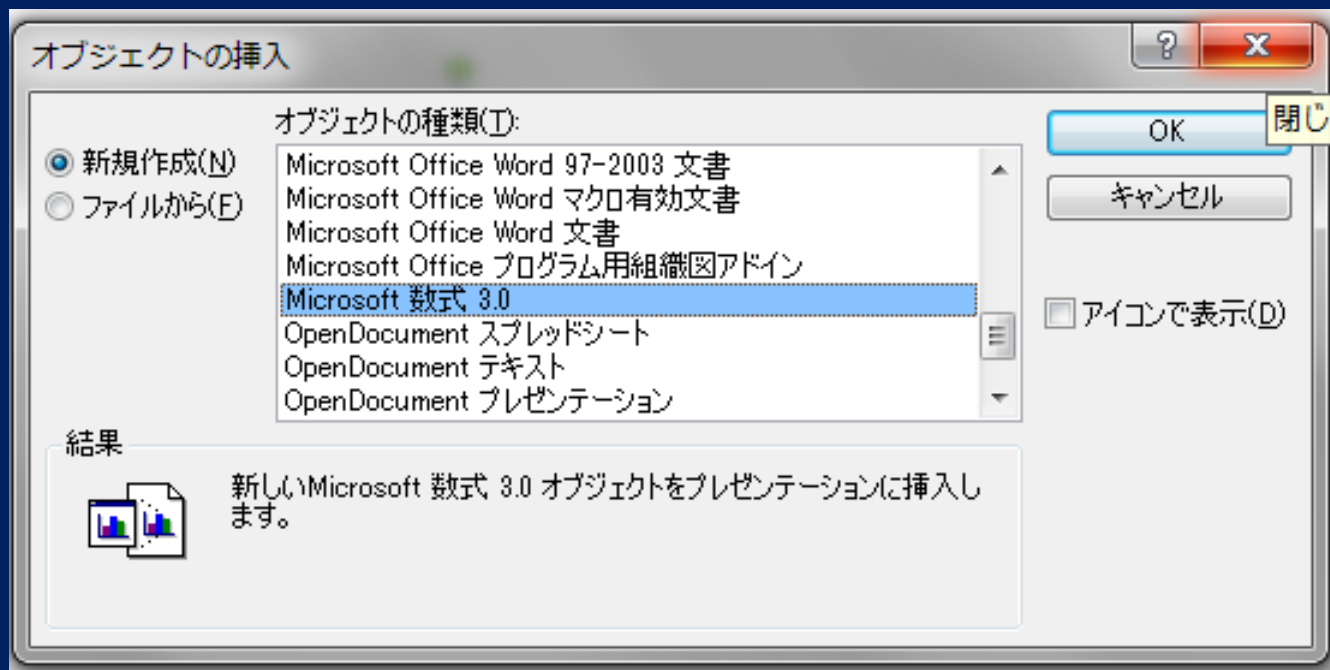 オブジェクトの挿入
?
X
閉じ
オブジェクトの種類(T):
新規作成(N)
ファイルから(F)
Microsoft Office Word 97-2003 文書
Microsoft Office Word マクロ有効文書
Microsoft Office Word 文書
Microsoft Office プログラム用組織図アドイン
Microsoft 数式 3.0
OpenDocument スプレッドシート
OpenDocument テキスト
OpenDocument プレゼンテーション
OK
キャンセル
アイコンで表示(D)
結果
新しいMicrosoft 数式 3.0 オブジェクトをプレゼンテーションに挿入し
ます。